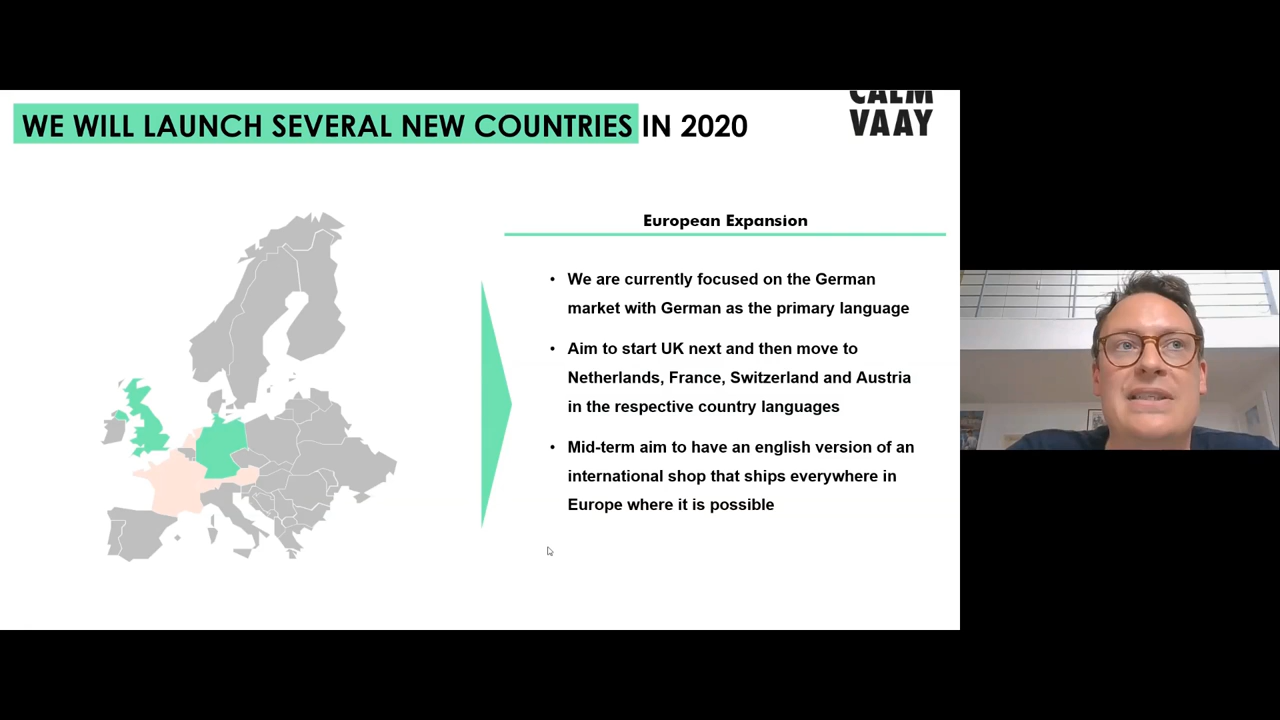 CALM
VAAY
WE WILL LAUNCH SEVERAL NEW COUNTRIES IN 2020
European Expansion
• We are currently focused on the German
market with German as the primary language
• Aim to start UK next and then move to
Netherlands, France, Switzerland and Austria
in the respective country languages
• Mid-term aim to have an english version of an
international shop that ships everywhere in
Europe where it is possible